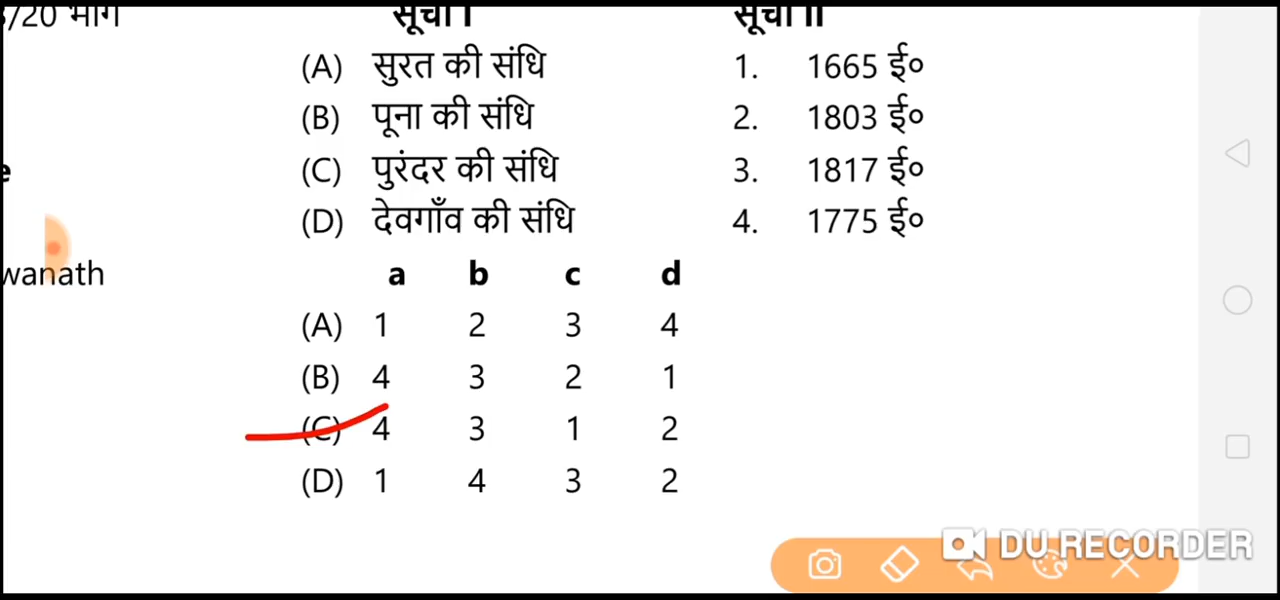 /20 भाग सूची I सूची II
(A) सुरत की संधि 1. 1665 ई०
(B) पूना की संधि 2. 1803 ई०
(C) पुरंदर की संधि 3. 1817 ई०
(D) देवगाँव की संधि 4. 1775 ई०
wanath a b c d
(A) 1 2 3 4
(B) 4 3 2 1
(C) 4 3 1 2
(D) 1 4 3 2
DU RECORDER